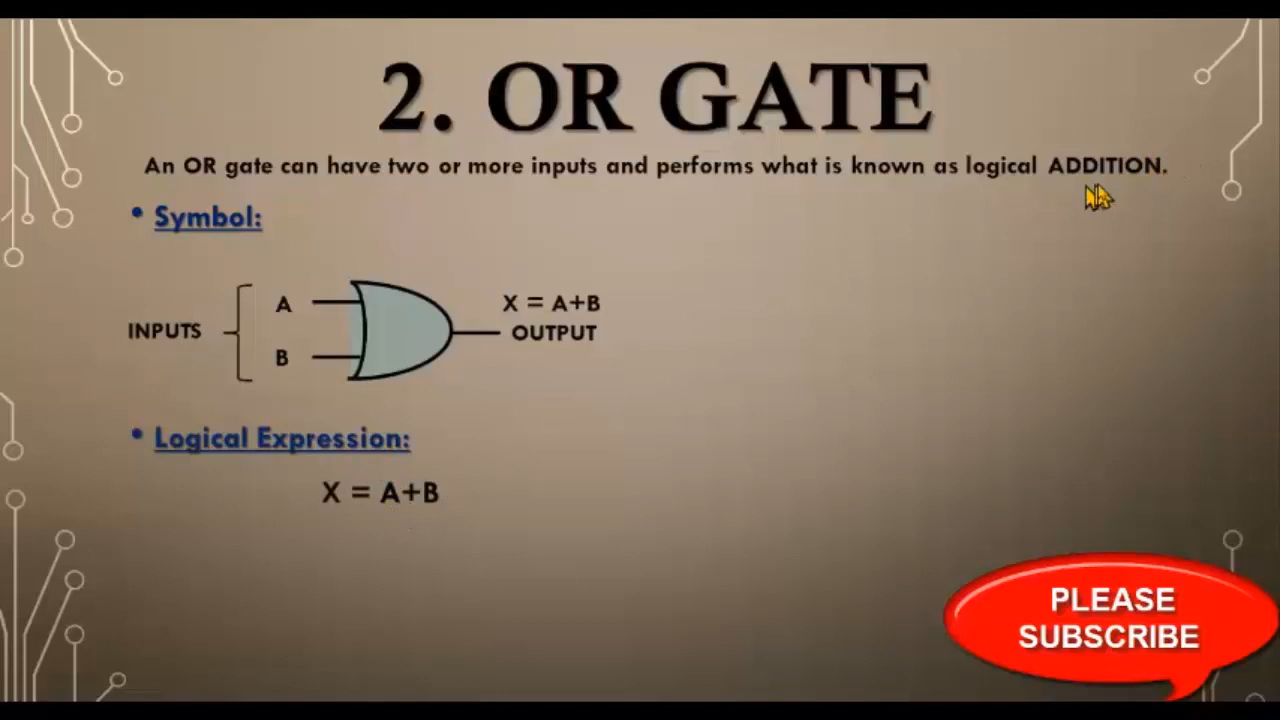 2. OR GATE
An OR gate can have two or more inputs and performs what is known as logical ADDITION.
• Symbol:
A
X = A+B
INPUTS
OUTPUT
B
• Logical Expression:
X = A+B
PLEASE
SUBSCRIBE